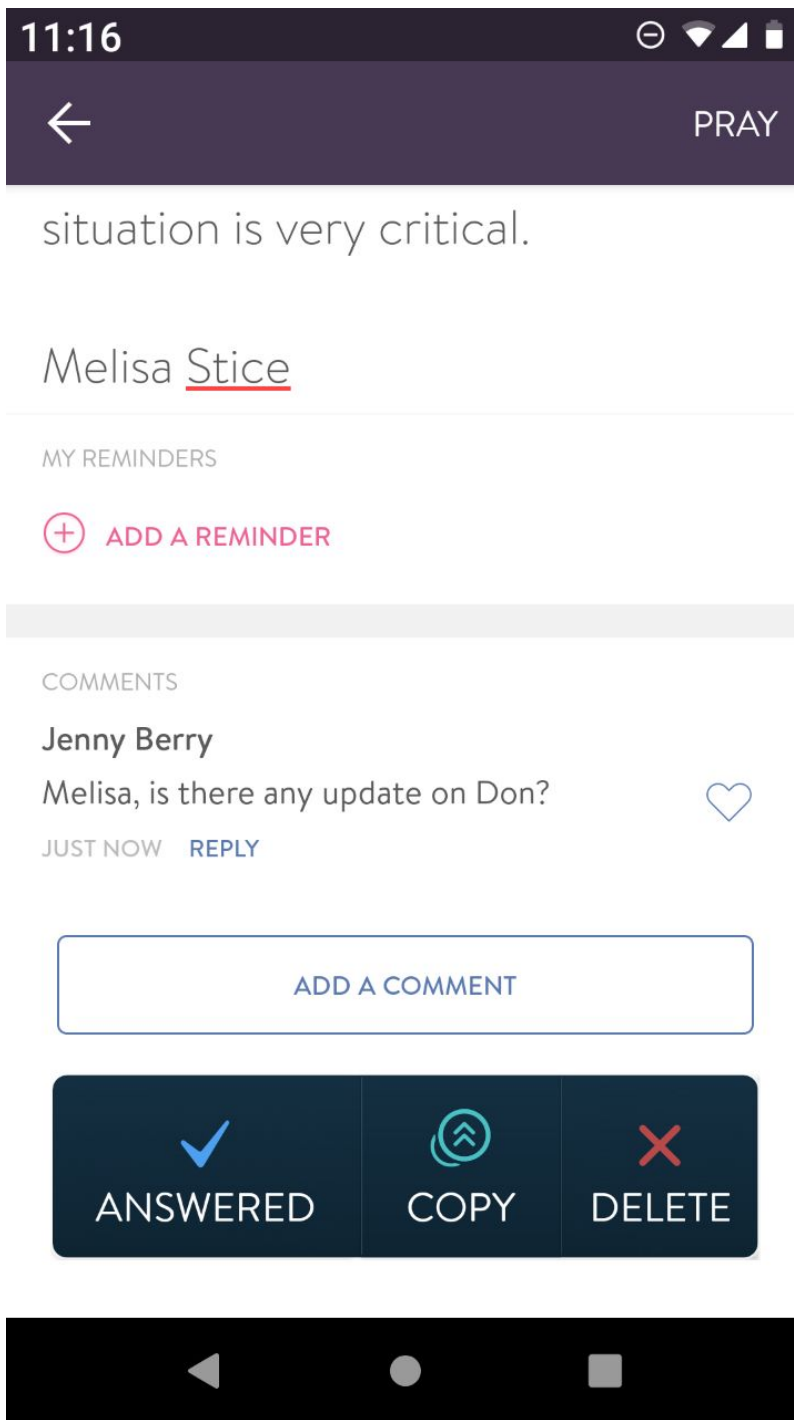 11:16
PRAY
situation is very critical.
Melisa Stice
MY REMINDERS
ADD A REMINDER
COMMENTS
Jenny Berry
Melisa, is there any update on Don?
JUST NOW REPLY
ADD A COMMENT
ANSWERED COPY DELETE